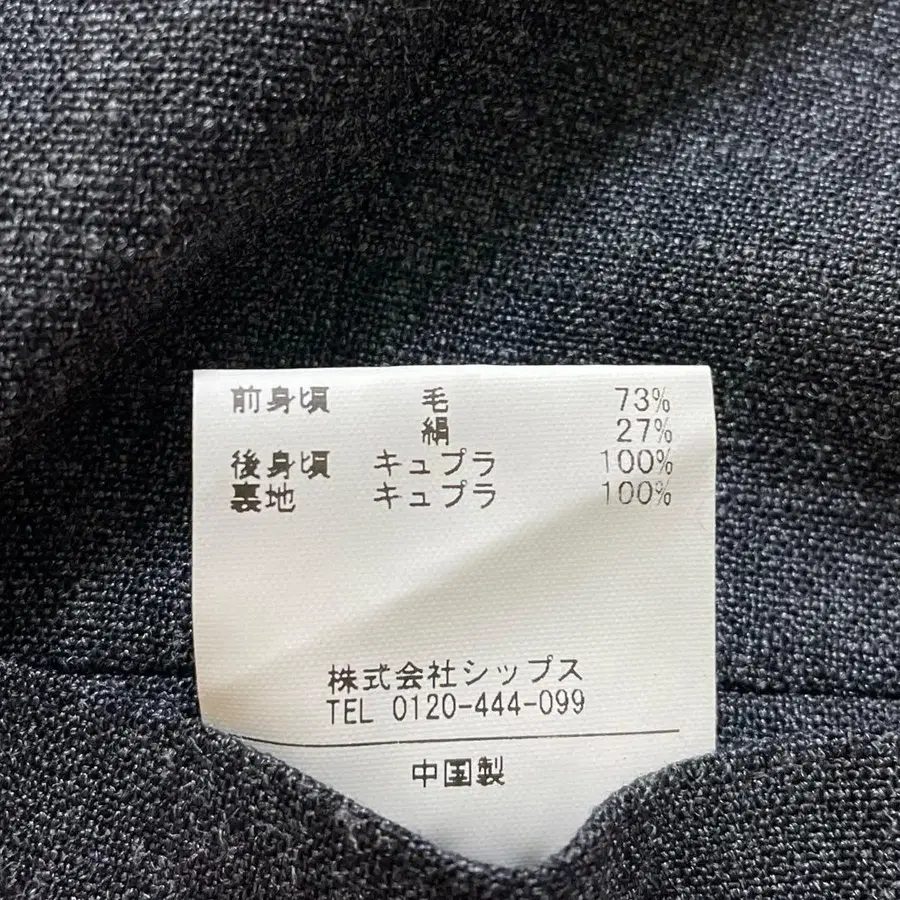 前身頃 毛 73%
絹 27%
後身頃 キュプラ 100%
裏地 キュプラ 100%
株式会社シップス
TEL 0120-444-099
中国製